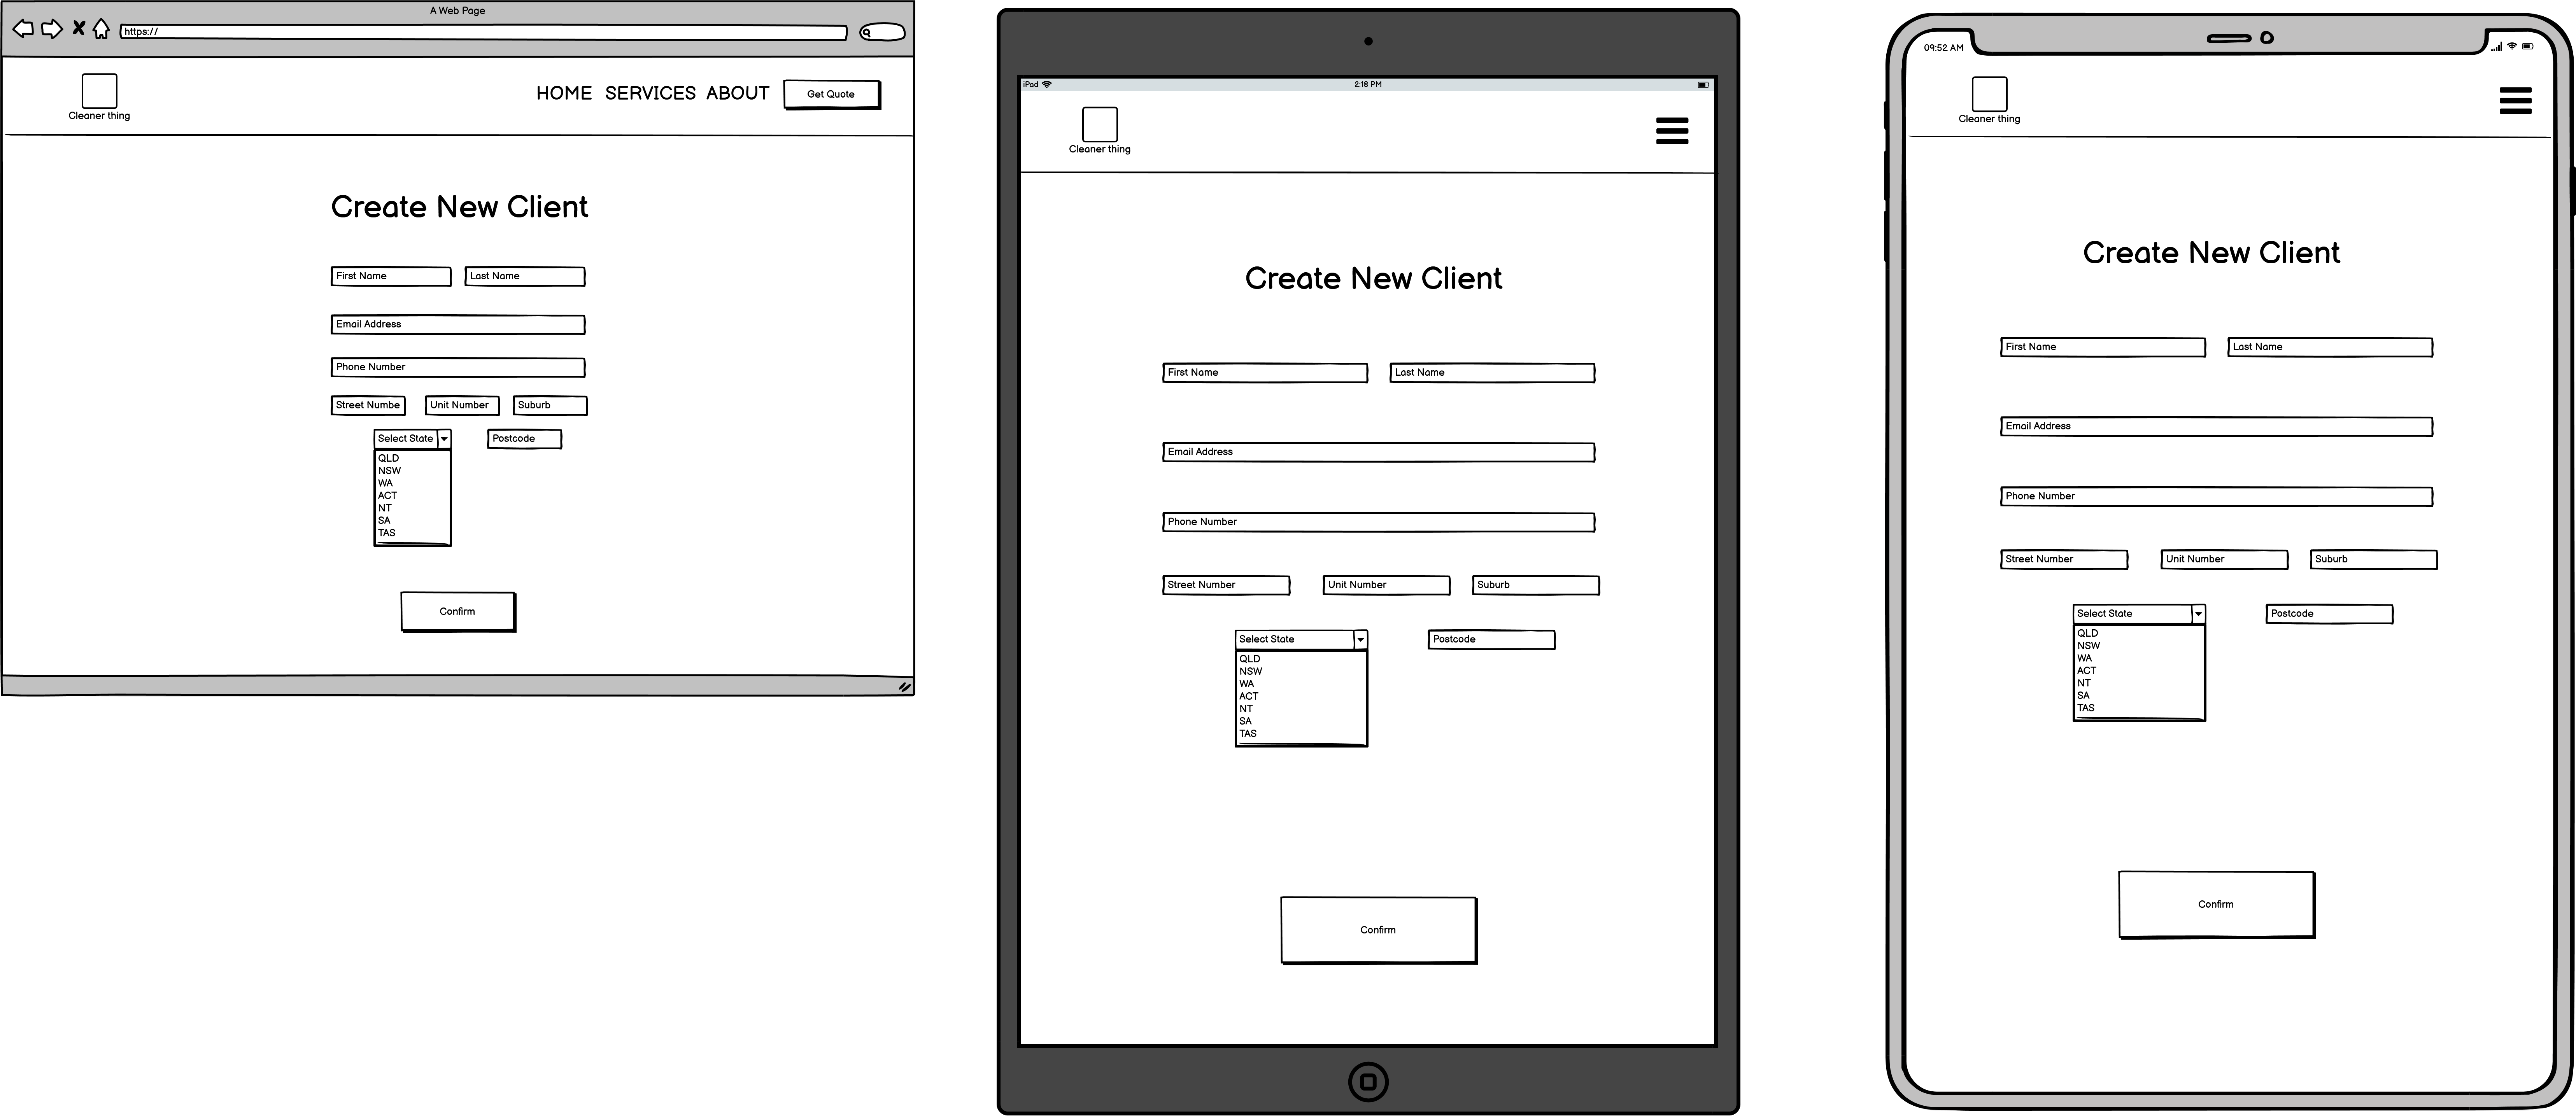 A Web Page
https://
HOME SERVICES ABOUT Get Quote
Cleaner thing
Create New Client
First Name Last Name
Email Address
Phone Number
Street Numbe Unit Number Suburb
Select State Postcode
QLD
NSW
WA
ACT
NT
SA
TAS
Confirm
iPad 2:18 PM
Cleaner thing
Create New Client
First Name Last Name
Email Address
Phone Number
Street Number Unit Number Suburb
Select State Postcode
QLD
NSW
WA
ACT
NT
SA
TAS
Confirm
09:52 AM
Cleaner thing
Create New Client
First Name Last Name
Email Address
Phone Number
Street Number Unit Number Suburb
Select State Postcode
QLD
NSW
WA
ACT
NT
SA
TAS
Confirm